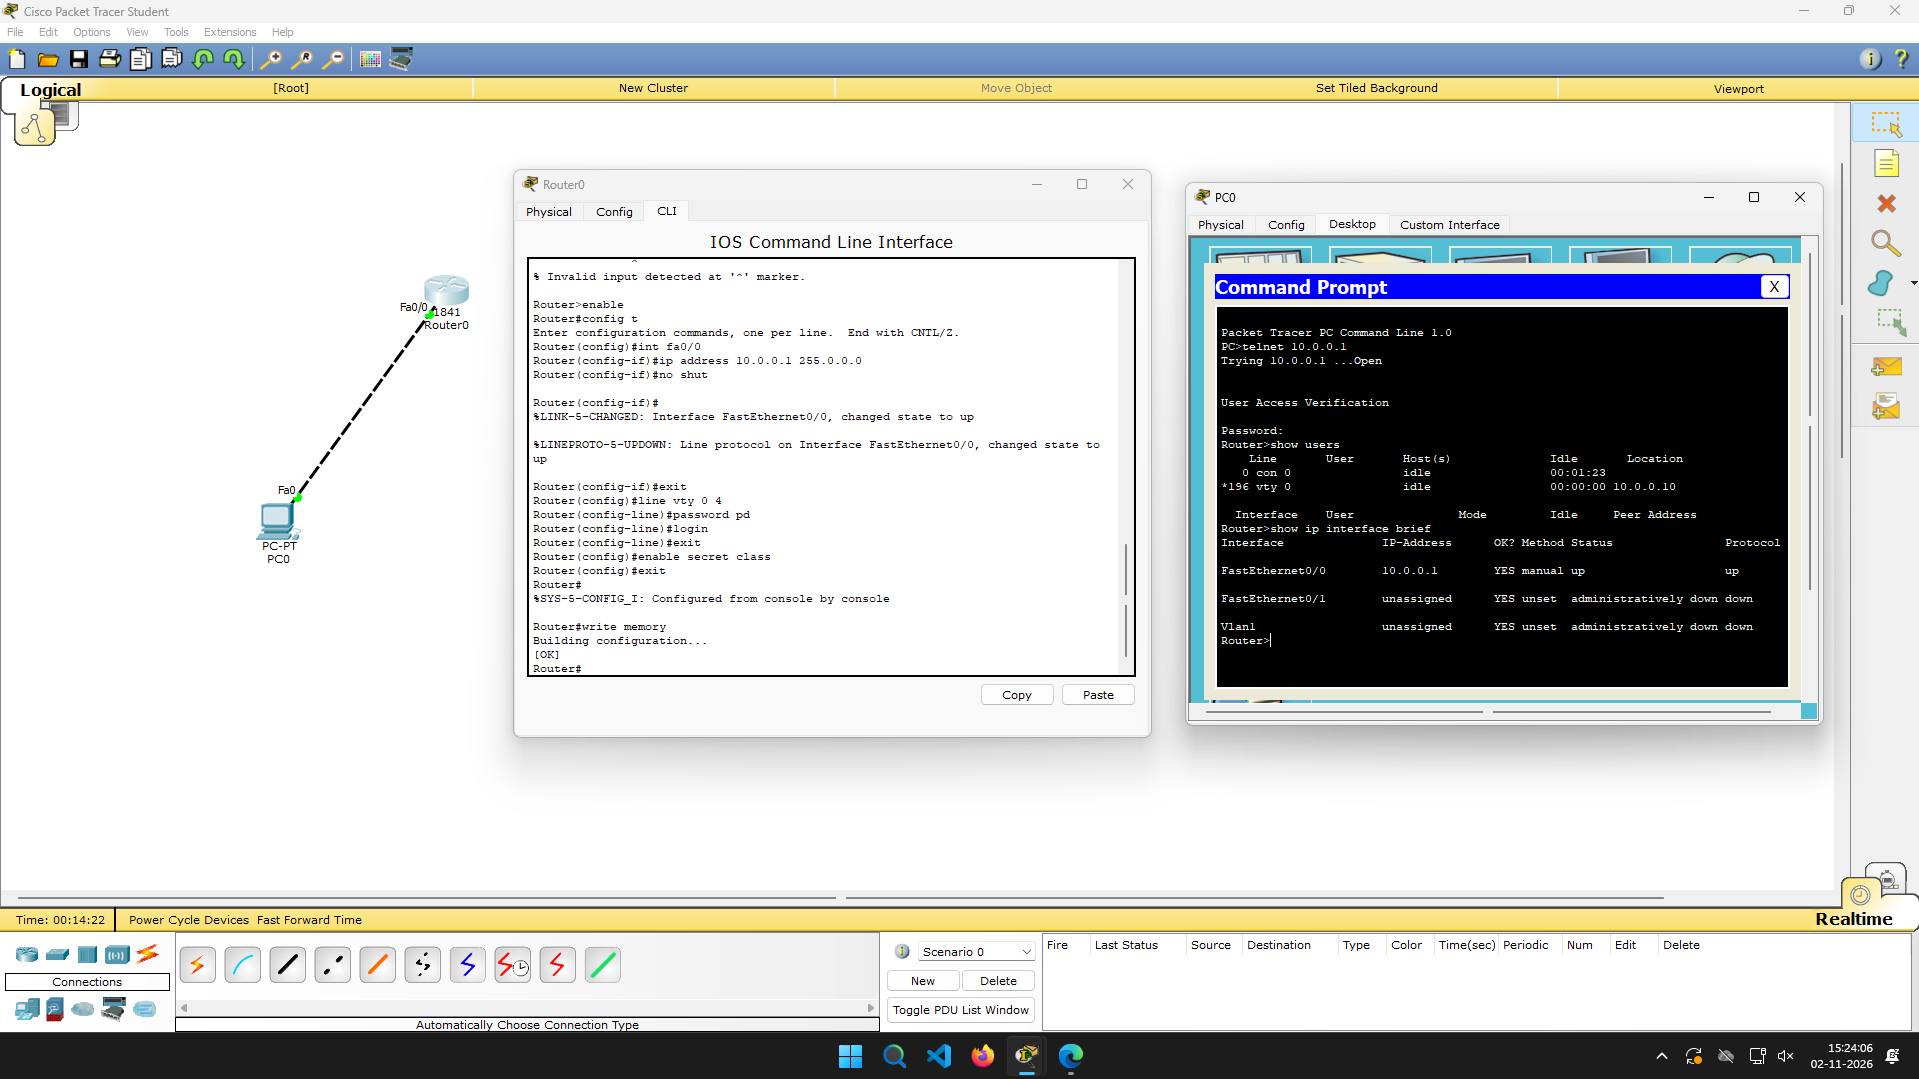 Cisco Packet Tracer Student
File Edit Options View Tools Extensions Help
Logical [Root] New Cluster Move Object Set Tiled Background Viewport
Fa0/0
1841
Router0
Fa0
PC-PT
PC0
Router0
Physical Config CLI
IOS Command Line Interface
^
% Invalid input detected at '^' marker.
Router>enable
Router#config t
Enter configuration commands, one per line.  End with CNTL/Z.
Router(config)#int fa0/0
Router(config-if)#ip address 10.0.0.1 255.0.0.0
Router(config-if)#no shut
Router(config-if)#
%LINK-5-CHANGED: Interface FastEthernet0/0, changed state to up
%LINEPROTO-5-UPDOWN: Line protocol on Interface FastEthernet0/0, changed state to
up
Router(config-if)#exit
Router(config)#line vty 0 4
Router(config-line)#password pd
Router(config-line)#login
Router(config-line)#exit
Router(config)#enable secret class
Router(config)#exit
Router#
%SYS-5-CONFIG_I: Configured from console by console
Router#write memory
Building configuration...
[OK]
Router#
Copy Paste
PC0
Physical Config Desktop Custom Interface
Command Prompt X
Packet Tracer PC Command Line 1.0
PC>telnet 10.0.0.1
Trying 10.0.0.1 ...Open
User Access Verification
Password:
Router>show users
Line User Host(s) Idle Location
0 con 0 idle 00:01:23
*196 vty 0 idle 00:00:00 10.0.0.10
Interface User Mode Idle Peer Address
Router>show ip interface brief
Interface IP-Address OK? Method Status Protocol
FastEthernet0/0 10.0.0.1 YES manual up up
FastEthernet0/1 unassigned YES unset administratively down down
Vlan1 unassigned YES unset administratively down down
Router>
Realtime
Time: 00:14:22 Power Cycle Devices Fast Forward Time
Connections
Automatically Choose Connection Type
Scenario 0
New Delete
Toggle PDU List Window
Fire Last Status Source Destination Type Color Time(sec) Periodic Num Edit Delete
15:24:06
02-11-2026